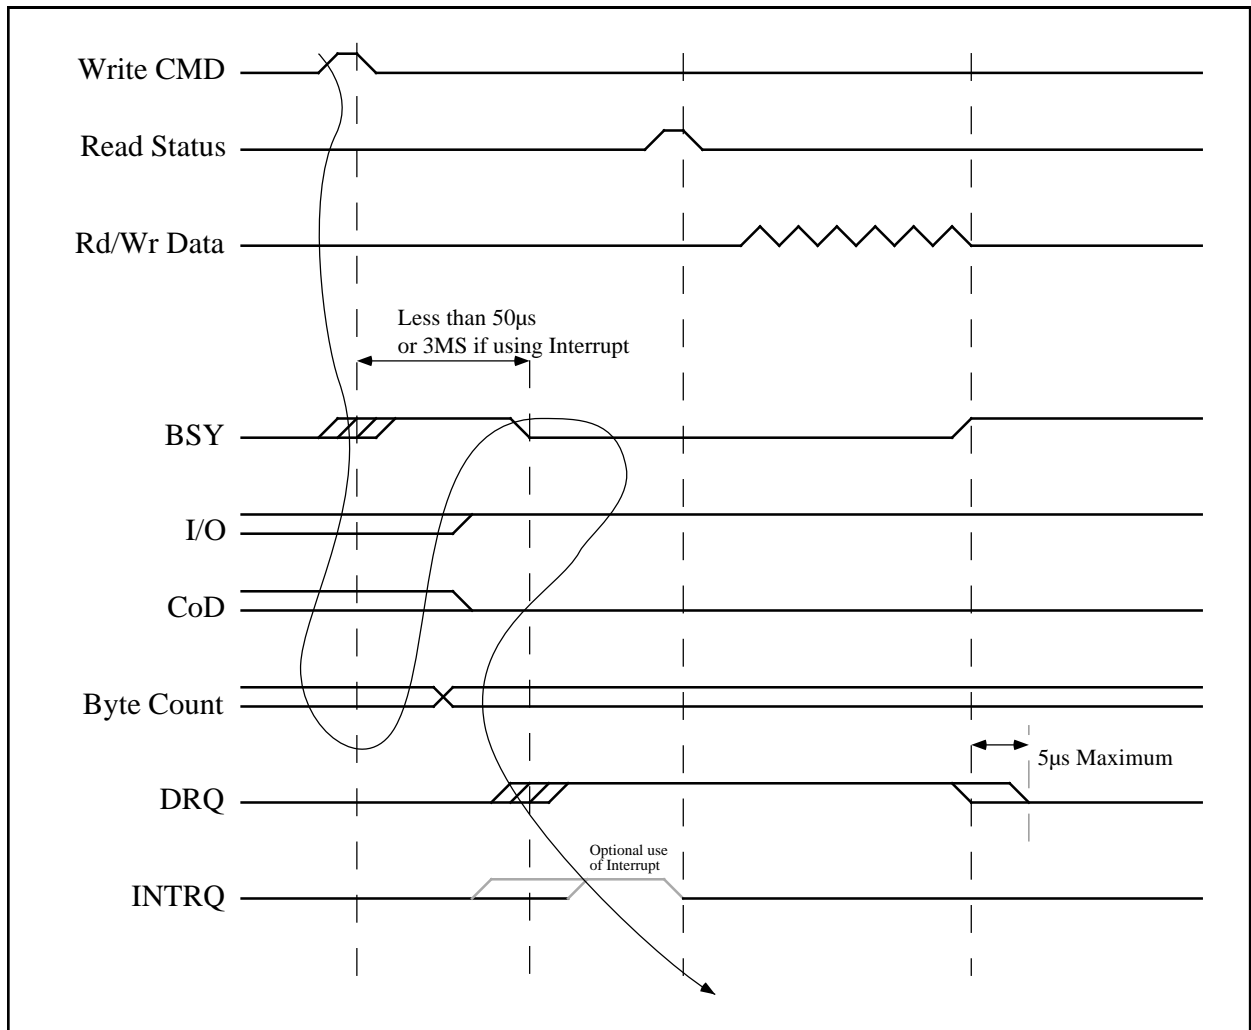 Write CMD
Read Status
Rd/Wr Data
Less than 50µs
or 3MS if using Interrupt
BSY
I/O
CoD
Byte Count
5µs Maximum
DRQ
Optional use
of Interrupt
INTRQ